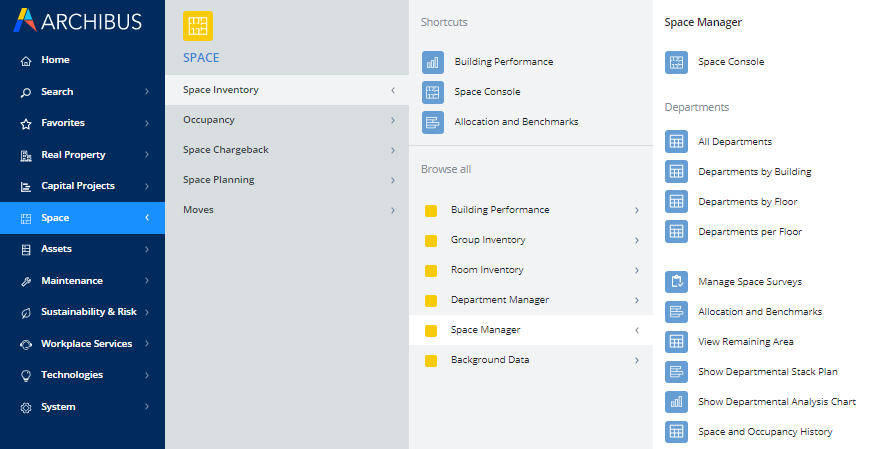 ARCHIBUS
Home
Search
Favorites
Real Property
Capital Projects
Space
Assets
Maintenance
Sustainability & Risk
Workplace Services
Technologies
System
SPACE
Space Inventory
Occupancy
Space Chargeback
Space Planning
Moves
Shortcuts
Building Performance
Space Console
Allocation and Benchmarks
Browse all
Building Performance
Group Inventory
Room Inventory
Department Manager
Space Manager
Background Data
Space Manager
Space Console
Departments
All Departments
Departments by Building
Departments by Floor
Departments per Floor
Manage Space Surveys
Allocation and Benchmarks
View Remaining Area
Show Departmental Stack Plan
Show Departmental Analysis Chart
Space and Occupancy History